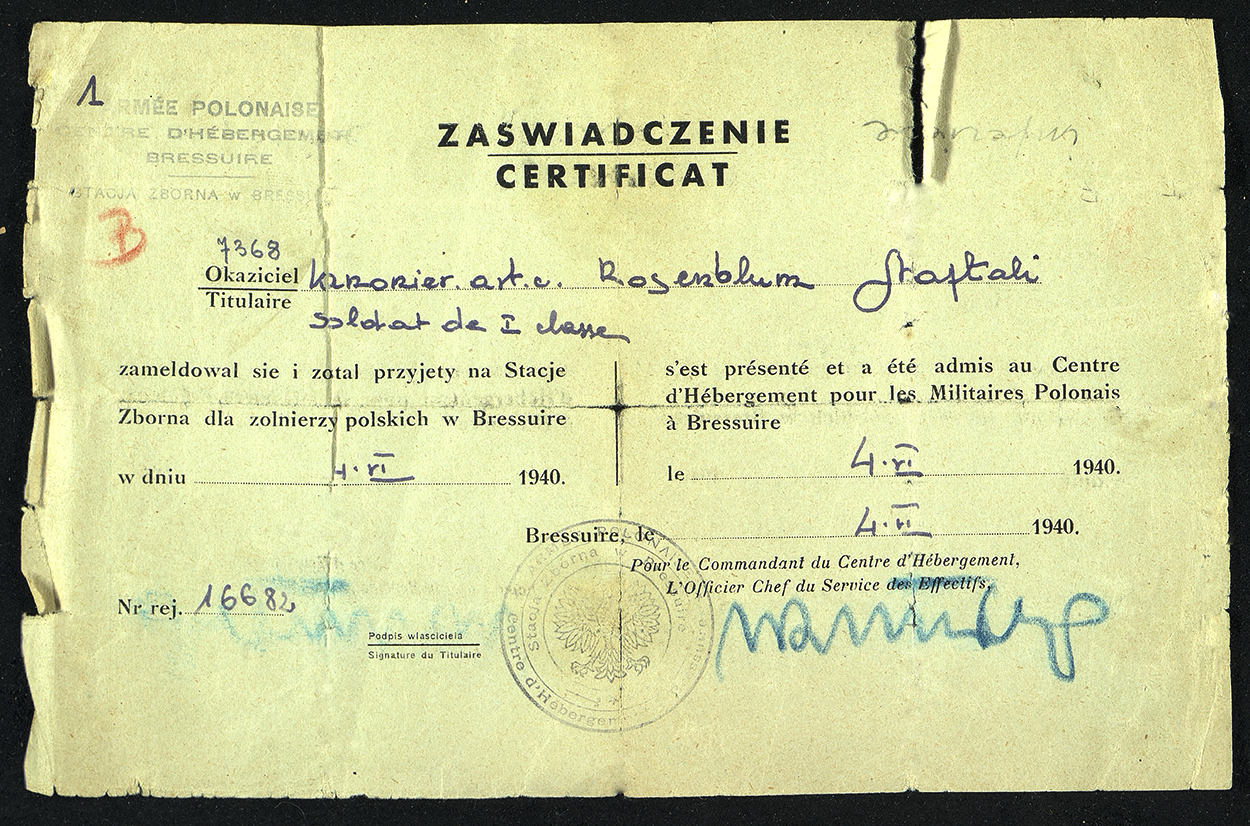 1
ARMÉE POLONAISE
CENTRE D'HÉBERGEMENT
BRESSUIRE
STACJA ZBORNA W BRESSUIRE
ZASWIADCZENIE
CERTIFICAT
B
7368
Okaziciel kanonier. art. c. Rosenblum Naftali
Titulaire
soldat de I classe
zameldowal sie i zotal przyjety na Stacje
Zborna dla zolnierzy polskich w Bressuire
w dniu 4.VI 1940.
s'est présenté et a été admis au Centre
d'Hébergement pour les Militaires Polonais
à Bressuire
le 4.VI 1940.
Bressuire, le 4.VI 1940.
Pour le Commandant du Centre d'Hébergement,
L'Officier Chef du Service des Effectifs,
Nr rej. 16682
Podpis wlasciciela
Signature du Titulaire
Stacja Zborna w Bressuire
Centre d'Hébergement